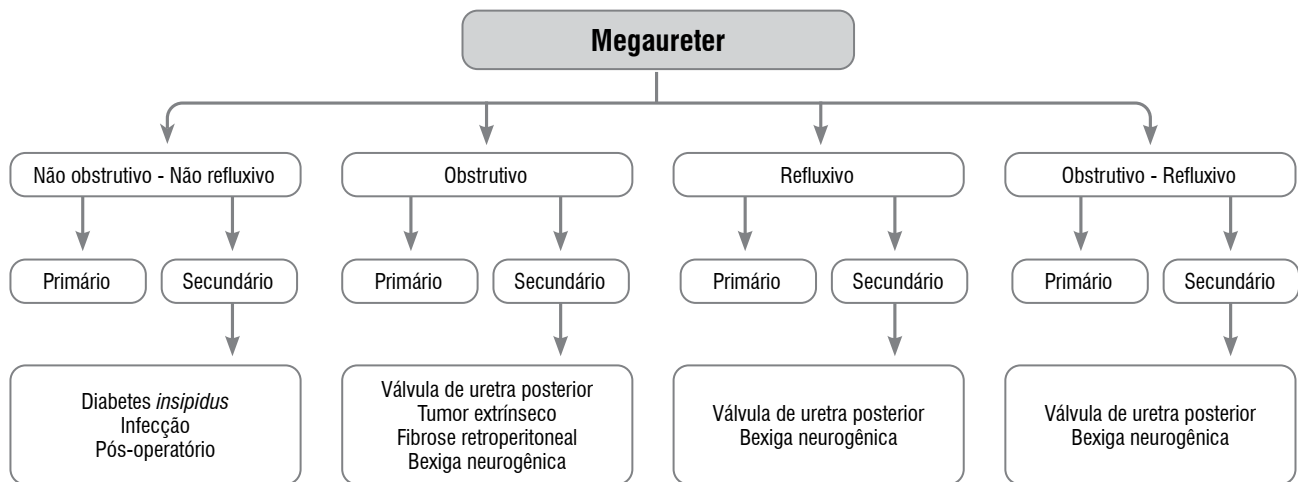 Megaureter
Não obstrutivo - Não refluxivo
Obstrutivo
Refluxivo
Obstrutivo - Refluxivo
Primário
Secundário
Primário
Secundário
Primário
Secundário
Primário
Secundário
Diabetes insipidus
Infecção
Pós-operatório
Válvula de uretra posterior
Tumor extrínseco
Fibrose retroperitoneal
Bexiga neurogênica
Válvula de uretra posterior
Bexiga neurogênica
Válvula de uretra posterior
Bexiga neurogênica